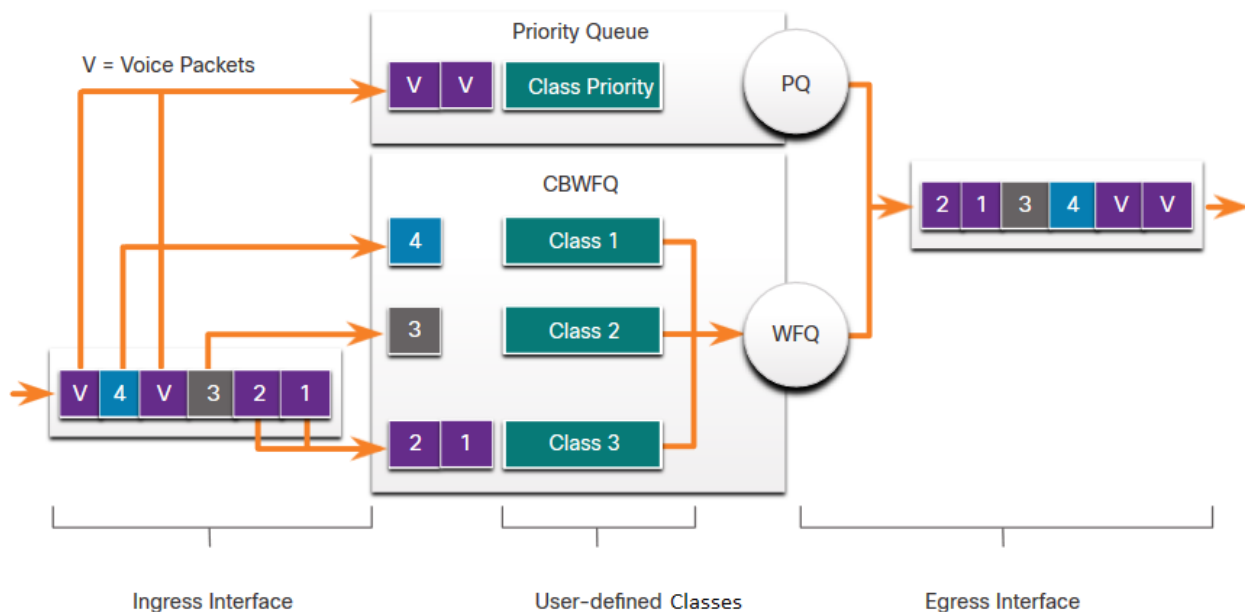 Priority Queue
V = Voice Packets
V V Class Priority PQ
CBWFQ
2 1 3 4 V V
4 Class 1
3 Class 2 WFQ
V 4 V 3 2 1
2 1 Class 3
Ingress Interface User-defined Classes Egress Interface